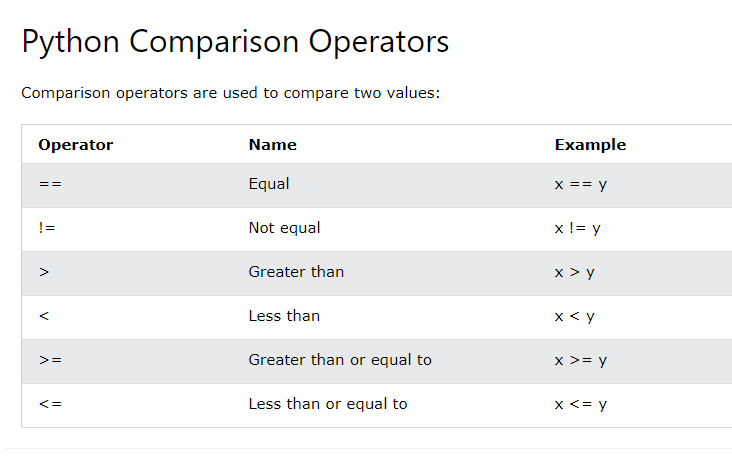 Python Comparison Operators
Comparison operators are used to compare two values:
Operator Name Example
== Equal x == y
!= Not equal x != y
> Greater than x > y
< Less than x < y
>= Greater than or equal to x >= y
<= Less than or equal to x <= y